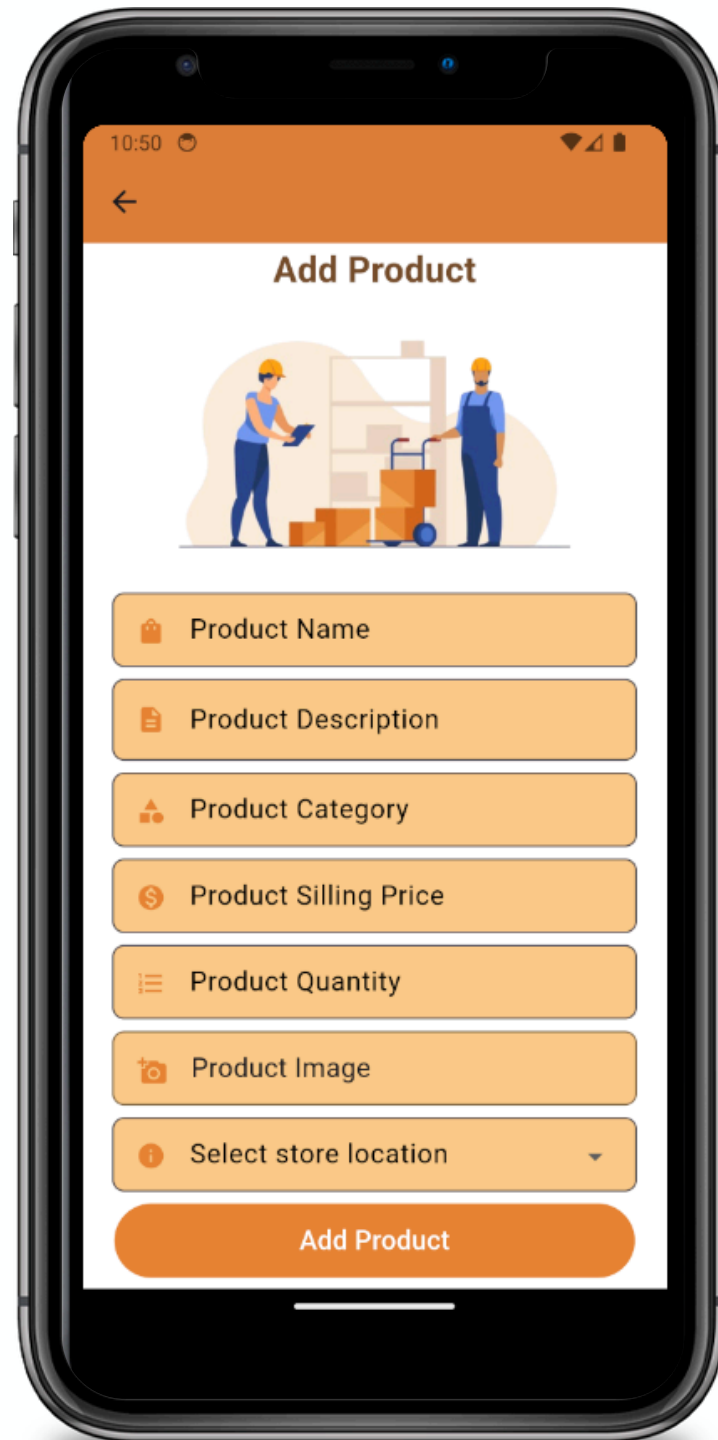 10:50
Add Product
Product Name
Product Description
Product Category
Product Silling Price
Product Quantity
Product Image
Select store location
Add Product